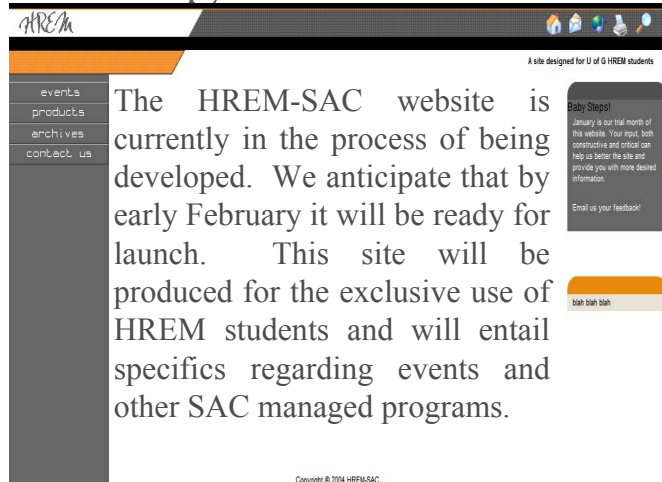 HREM
A site designed for U of G HREM students
events
products
archives
contact us
The HREM-SAC website is
currently in the process of being
developed. We anticipate that by
early February it will be ready for
launch. This site will be
produced for the exclusive use of
HREM students and will entail
specifics regarding events and
other SAC managed programs.
Baby Steps!
January is our trial month of
this website. Your input, both
constructive and critical can
help us better the site and
provide you with more desired
information.
Email us your feedback!
blah blah blah
Copyright © 2004 HREM-SAC